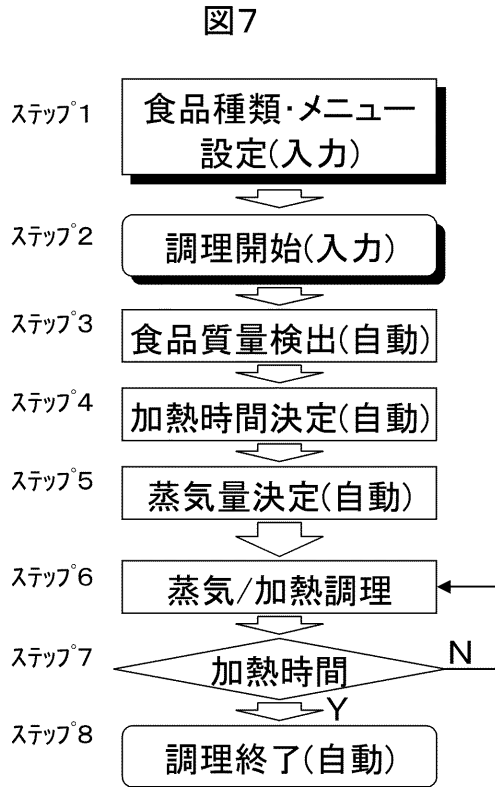 図7
ｽﾃｯﾌﾟ1
食品種類･メニュー
設定(入力)
ｽﾃｯﾌﾟ2
調理開始(入力)
ｽﾃｯﾌﾟ3
食品質量検出(自動)
ｽﾃｯﾌﾟ4
加熱時間決定(自動)
ｽﾃｯﾌﾟ5
蒸気量決定(自動)
ｽﾃｯﾌﾟ6
蒸気/加熱調理
ｽﾃｯﾌﾟ7
加熱時間
N
Y
ｽﾃｯﾌﾟ8
調理終了(自動)